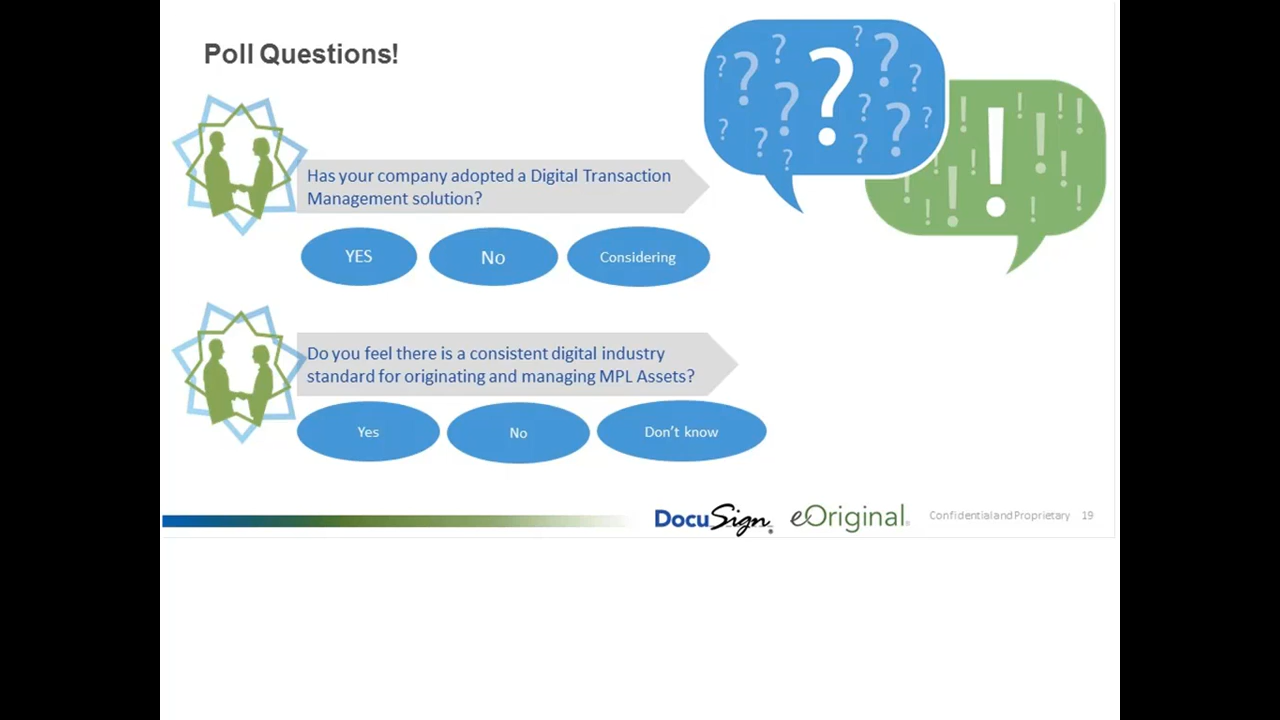 Poll Questions!
Has your company adopted a Digital Transaction
Management solution?
YES
No
Considering
Do you feel there is a consistent digital industry
standard for originating and managing MPL Assets?
Yes
No
Don't know
DocuSign
eOriginal
Confidential and Proprietary 19